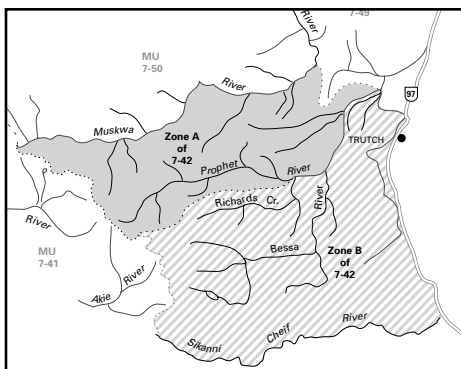 7-49
MU
7-50
River
97
Muskwa
Zone A
of
7-42
TRUTCH
Prophet
River
Richards Cr.
River
MU
7-41
River
Bessa
Zone B
of
7-42
Akie
River
Sikanni
Cheif
River